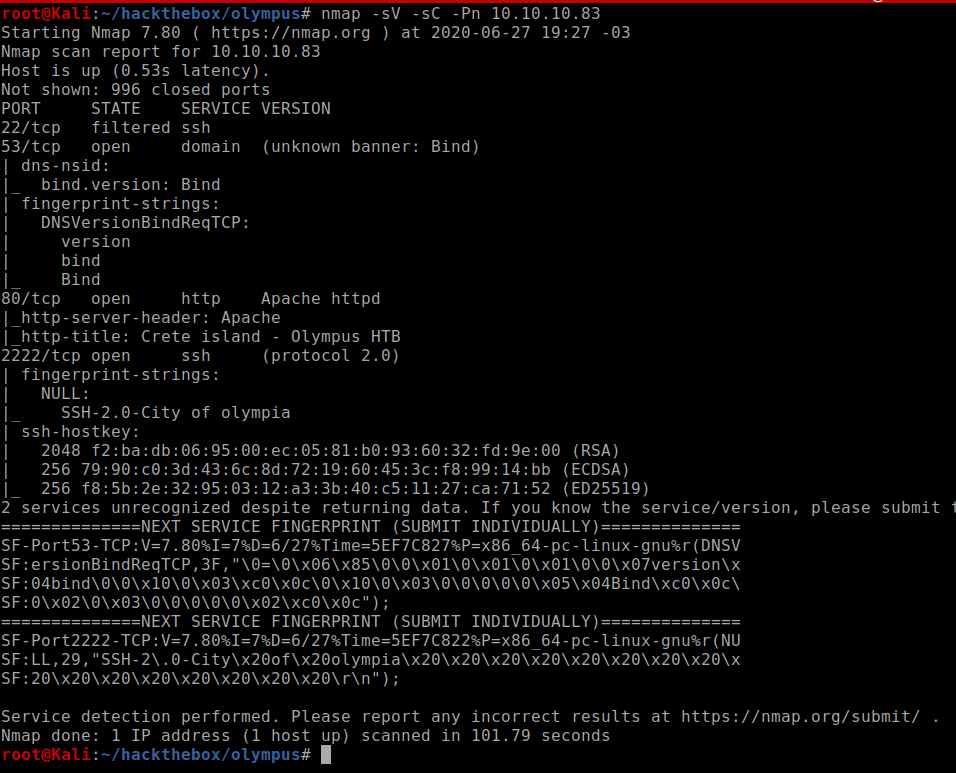 root@Kali:~/hackthebox/olympus# nmap -sV -sC -Pn 10.10.10.83
Starting Nmap 7.80 ( https://nmap.org ) at 2020-06-27 19:27 -03
Nmap scan report for 10.10.10.83
Host is up (0.53s latency).
Not shown: 996 closed ports
PORT     STATE    SERVICE VERSION
22/tcp   filtered ssh
53/tcp   open     domain  (unknown banner: Bind)
| dns-nsid:
|_  bind.version: Bind
| fingerprint-strings:
|   DNSVersionBindReqTCP:
|     version
|     bind
|_    Bind
80/tcp   open     http    Apache httpd
|_http-server-header: Apache
|_http-title: Crete island - Olympus HTB
2222/tcp open     ssh     (protocol 2.0)
| fingerprint-strings:
|   NULL:
|_    SSH-2.0-City of olympia
| ssh-hostkey:
|   2048 f2:ba:db:06:95:00:ec:05:81:b0:93:60:32:fd:9e:00 (RSA)
|   256 79:90:c0:3d:43:6c:8d:72:19:60:45:3c:f8:99:14:bb (ECDSA)
|_  256 f8:5b:2e:32:95:03:12:a3:3b:40:c5:11:27:ca:71:52 (ED25519)
2 services unrecognized despite returning data. If you know the service/version, please submit
==============NEXT SERVICE FINGERPRINT (SUBMIT INDIVIDUALLY)==============
SF-Port53-TCP:V=7.80%I=7%D=6/27%Time=5EF7C827%P=x86_64-pc-linux-gnu%r(DNSV
SF:ersionBindReqTCP,3F,"\0=\0\x06\x85\0\0\x01\0\x01\0\x01\0\0\x07version\x
SF:04bind\0\0\x10\0\x03\xc0\x0c\0\x10\0\x03\0\0\0\0\0\x05\x04Bind\xc0\x0c\
SF:0\x02\0\x03\0\0\0\0\0\x02\xc0\x0c");
==============NEXT SERVICE FINGERPRINT (SUBMIT INDIVIDUALLY)==============
SF-Port2222-TCP:V=7.80%I=7%D=6/27%Time=5EF7C822%P=x86_64-pc-linux-gnu%r(NU
SF:LL,29,"SSH-2\.0-City\x20of\x20olympia\x20\x20\x20\x20\x20\x20\x20\x20\x
SF:20\x20\x20\x20\x20\x20\x20\x20\r\n");
Service detection performed. Please report any incorrect results at https://nmap.org/submit/ .
Nmap done: 1 IP address (1 host up) scanned in 101.79 seconds
root@Kali:~/hackthebox/olympus#